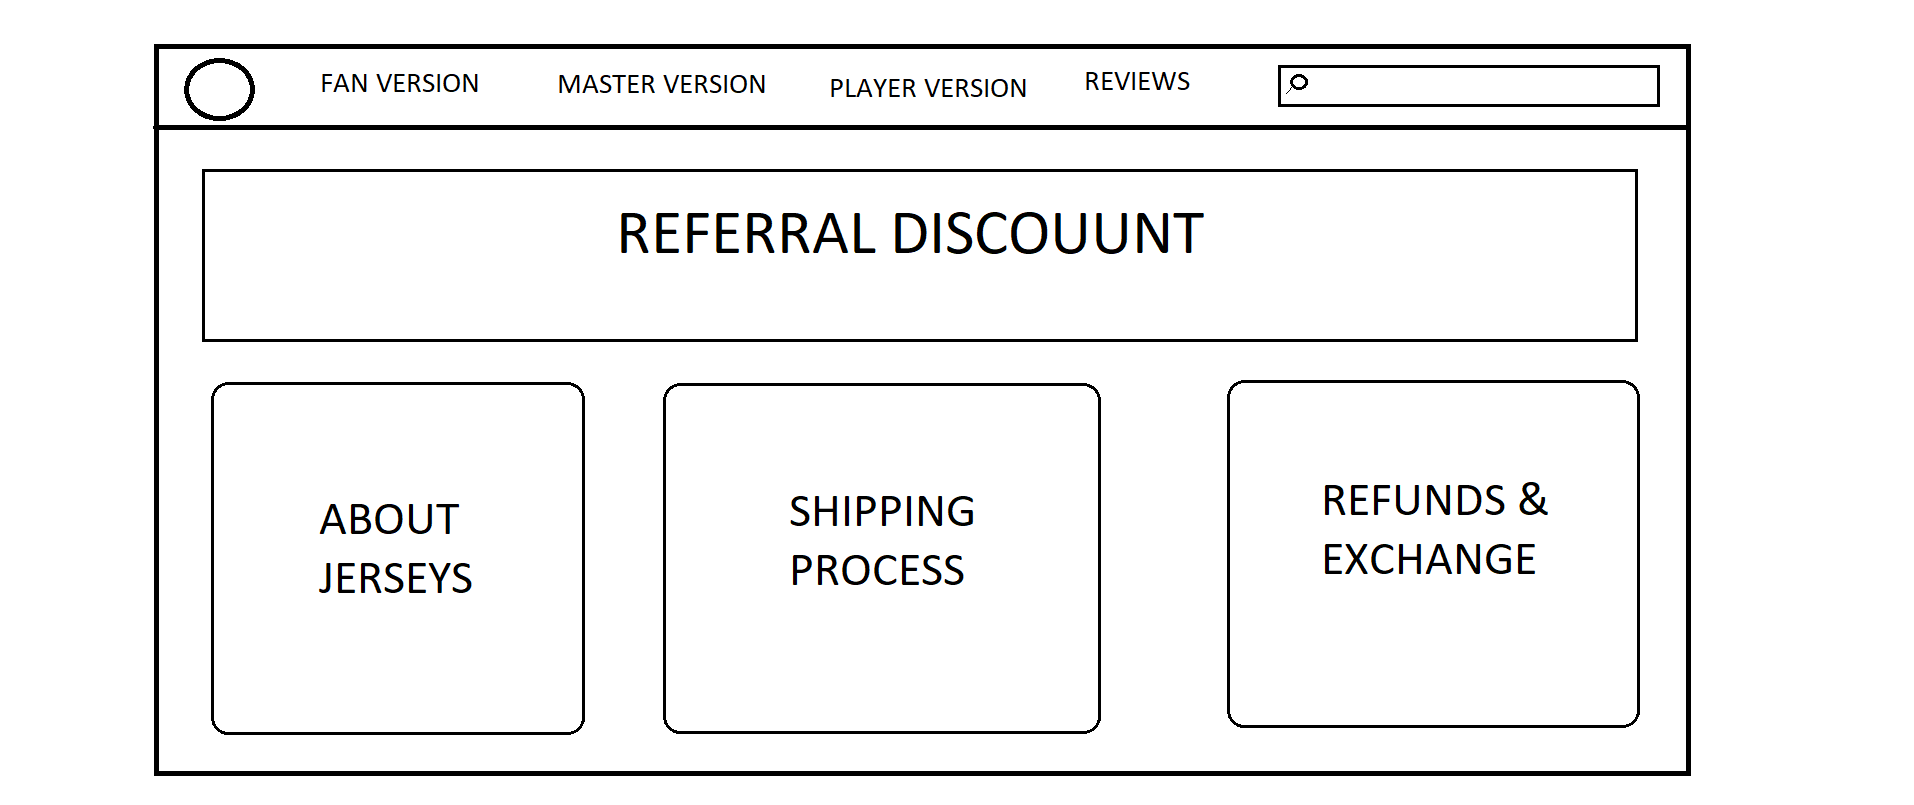 FAN VERSION
MASTER VERSION
PLAYER VERSION
REVIEWS
REFERRAL DISCOUUNT
ABOUT
JERSEYS
SHIPPING
PROCESS
REFUNDS &
EXCHANGE